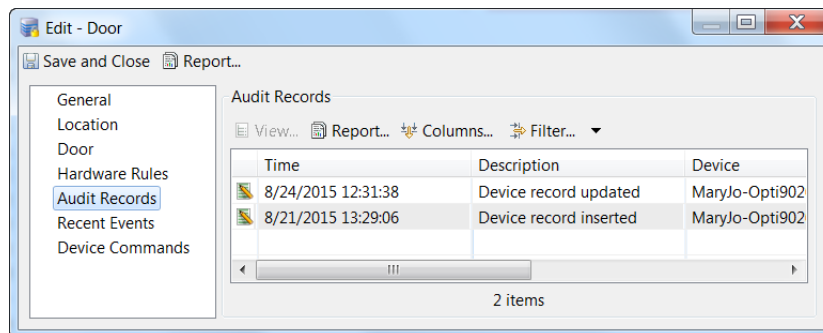 Edit - Door
Save and Close Report...
General
Location
Door
Hardware Rules
Audit Records
Recent Events
Device Commands
Audit Records
View... Report... Columns... Filter...
Time Description Device
8/24/2015 12:31:38 Device record updated MaryJo-Opti902
8/21/2015 13:29:06 Device record inserted MaryJo-Opti902
2 items